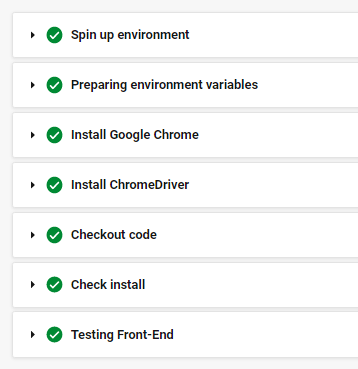 Spin up environment
Preparing environment variables
Install Google Chrome
Install ChromeDriver
Checkout code
Check install
Testing Front-End